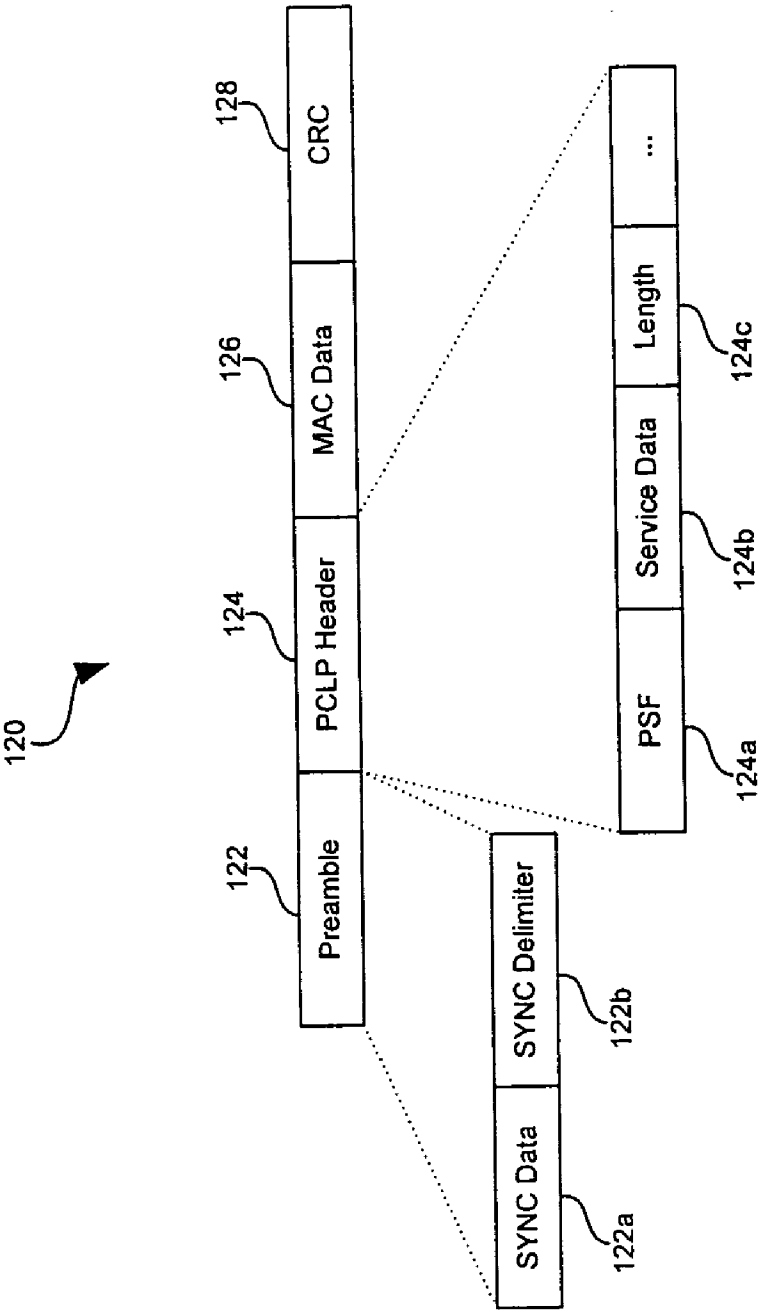 120
122
124
126
128
Preamble
PCLP Header
MAC Data
CRC
SYNC Data
SYNC Delimiter
122a
122b
PSF
Service Data
Length
...
124a
124b
124c